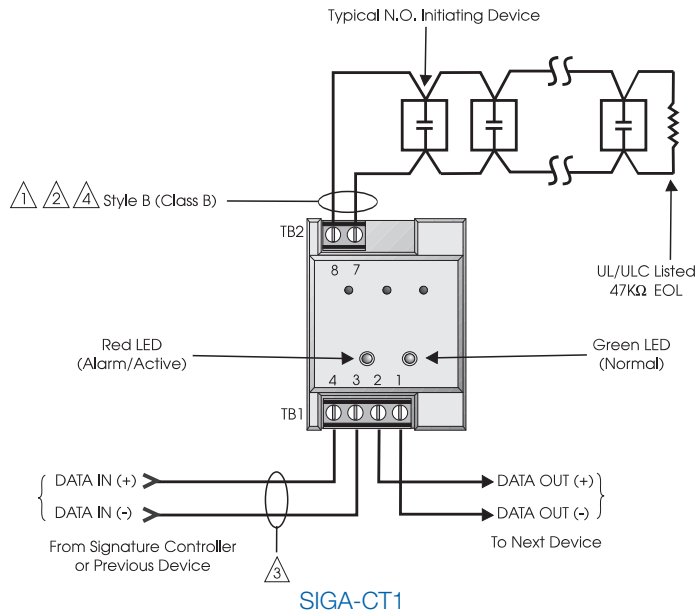 Typical N.O. Initiating Device
1 2 4 Style B (Class B)
TB2
8 7
UL/ULC Listed
47KΩ EOL
Red LED
(Alarm/Active)
Green LED
(Normal)
4 3 2 1
TB1
DATA IN (+)
DATA OUT (+)
DATA IN (-)
DATA OUT (-)
From Signature Controller
or Previous Device
To Next Device
3
SIGA-CT1